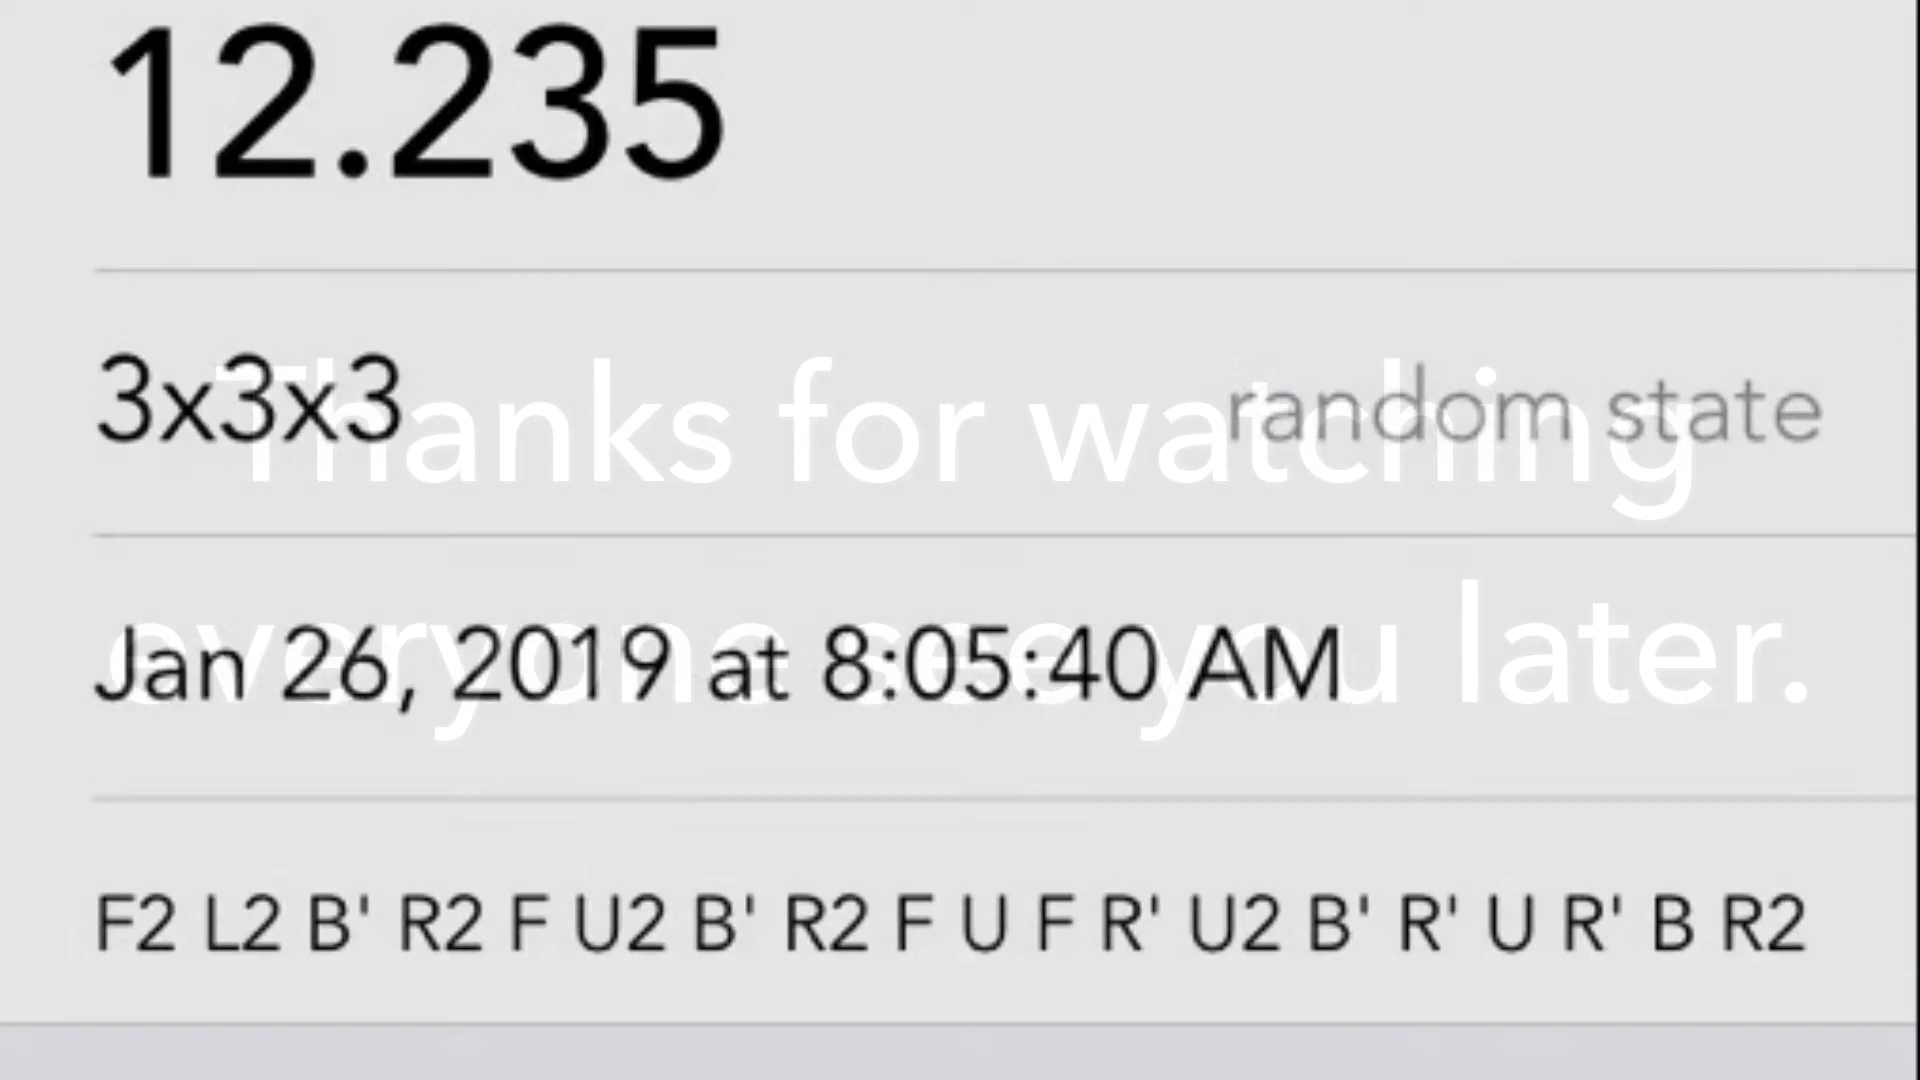 12.235
3x3x3
random state
Thanks for watching
Jan 26, 2019 at 8:05:40 AM
everyone see you later.
F2 L2 B' R2 F U2 B' R2 F U F R' U2 B' R' U R' B R2